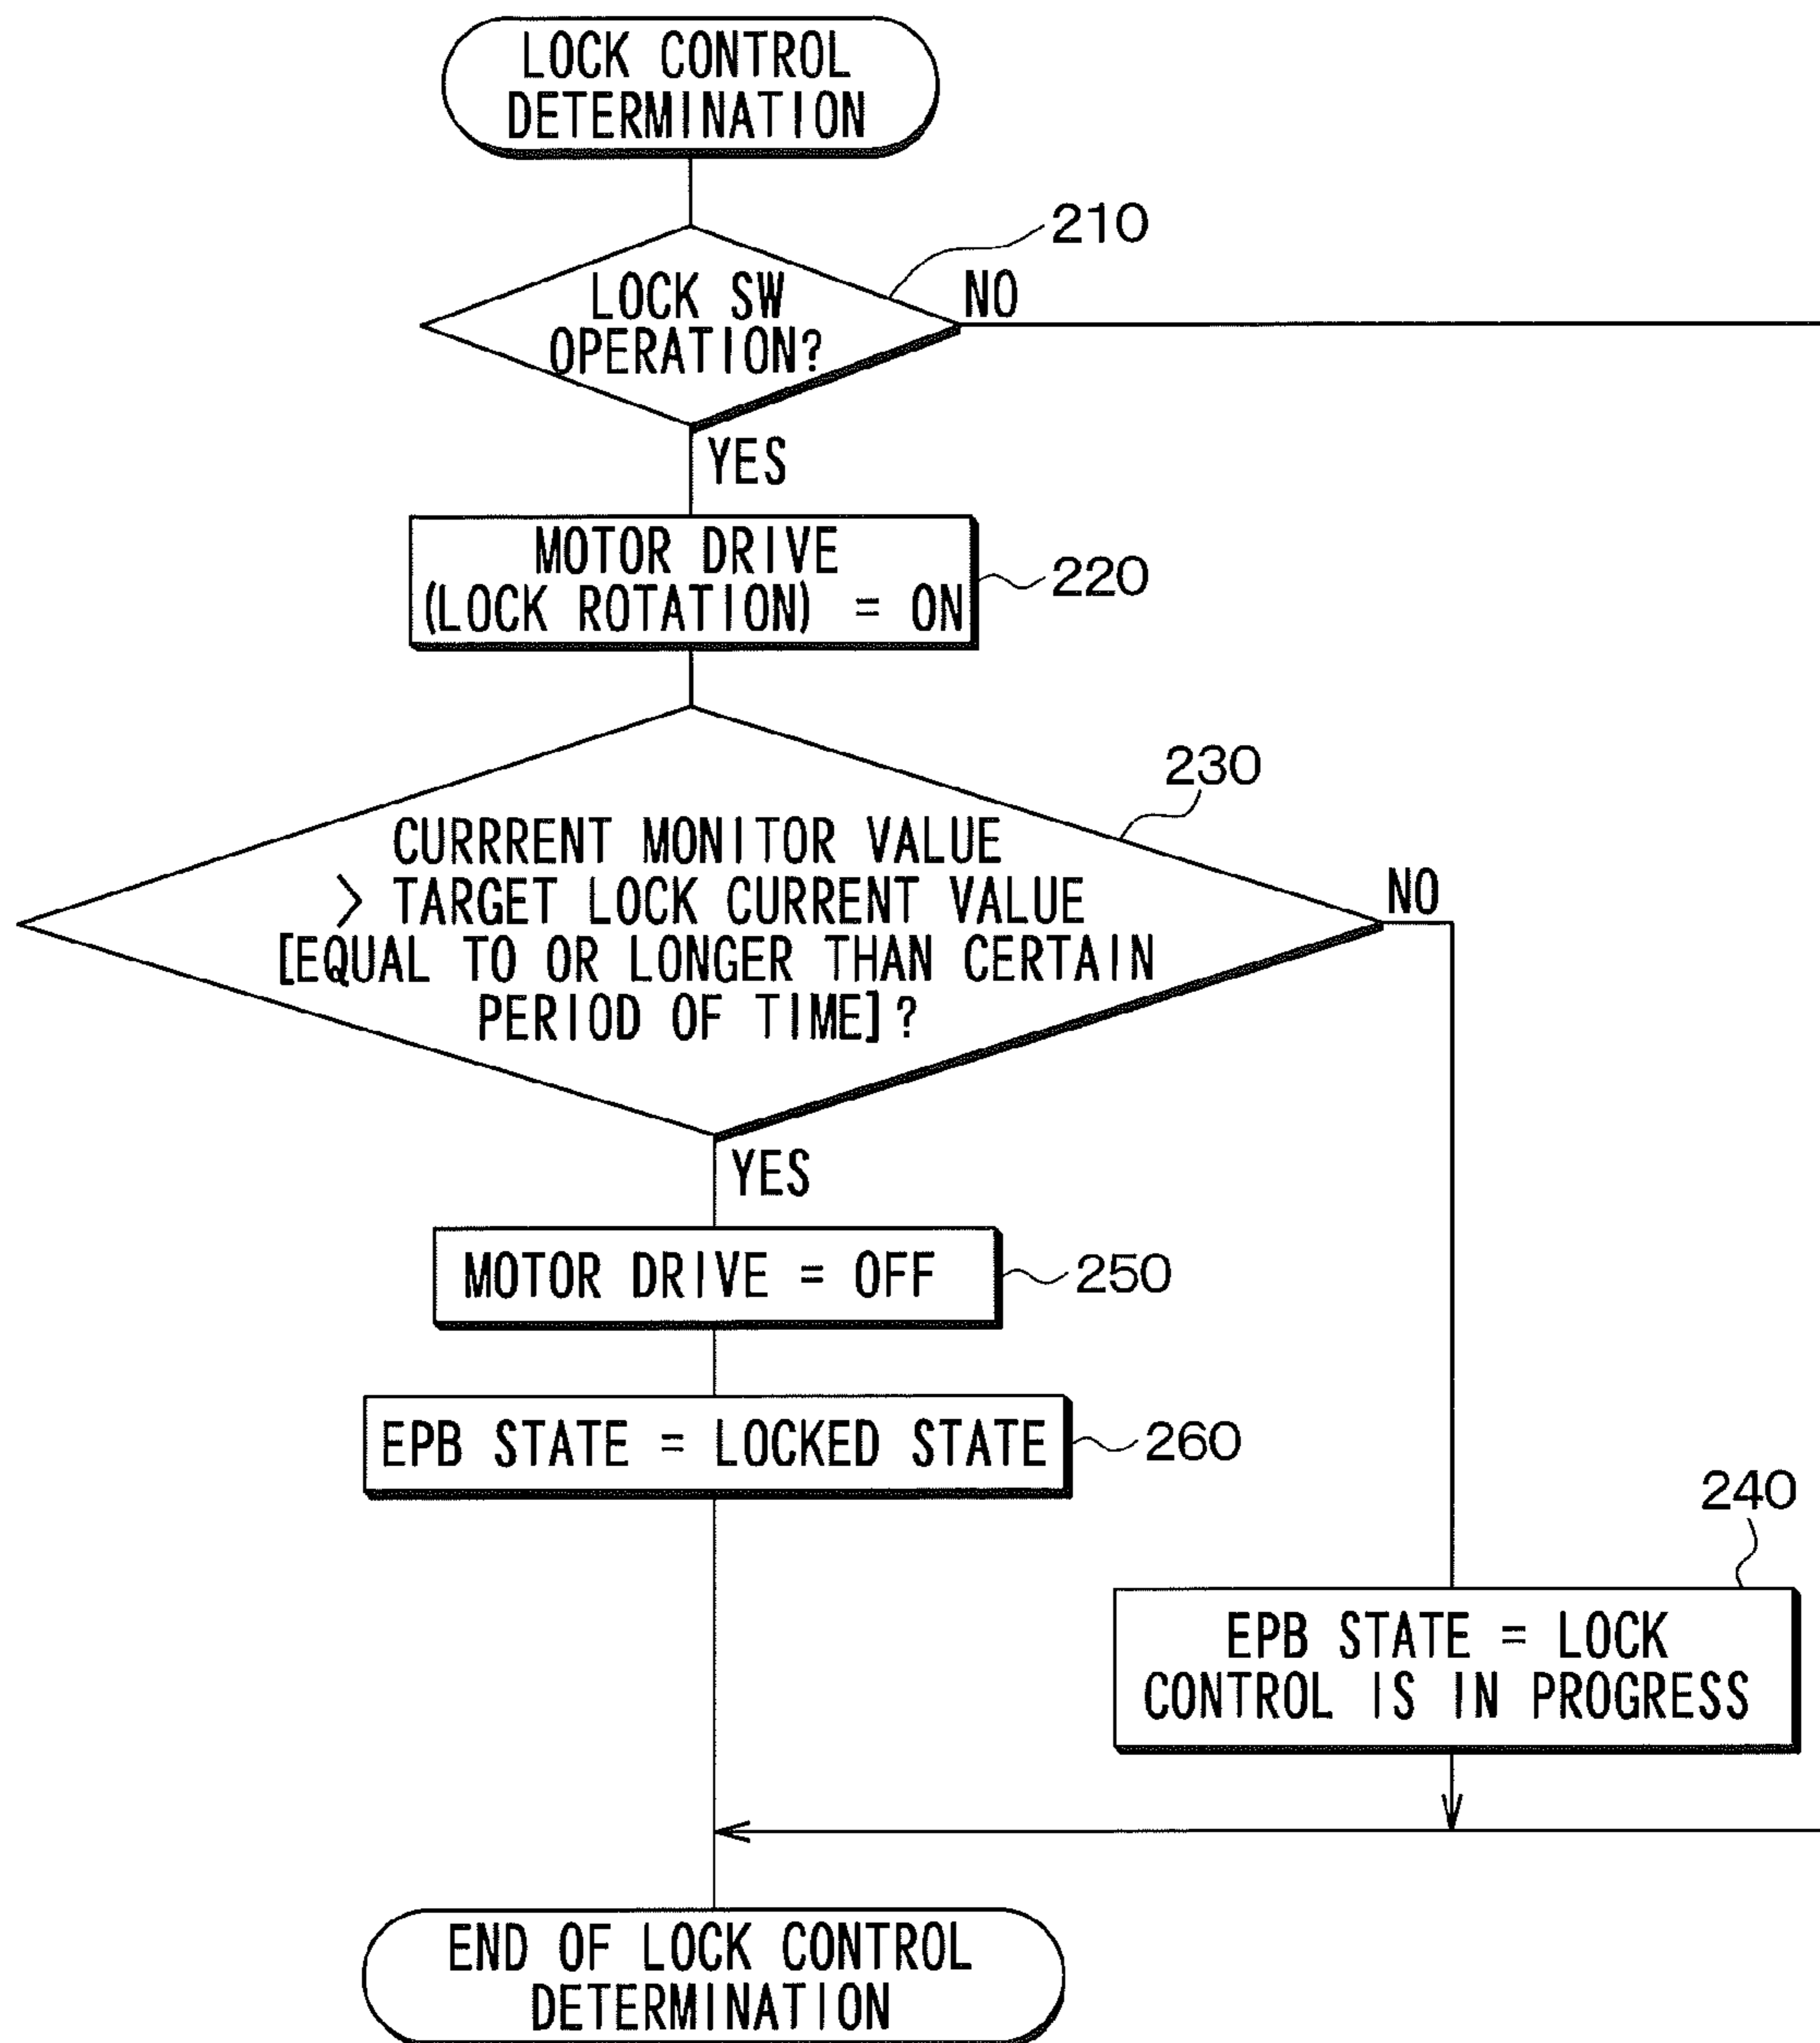 LOCK CONTROL
DETERMINATION
210
LOCK SW
OPERATION?
NO
YES
MOTOR DRIVE
(LOCK ROTATION) = ON
220
230
CURRRENT MONITOR VALUE
> TARGET LOCK CURRENT VALUE
[EQUAL TO OR LONGER THAN CERTAIN
PERIOD OF TIME]?
NO
YES
MOTOR DRIVE = OFF
250
EPB STATE = LOCKED STATE
260
240
EPB STATE = LOCK
CONTROL IS IN PROGRESS
END OF LOCK CONTROL
DETERMINATION